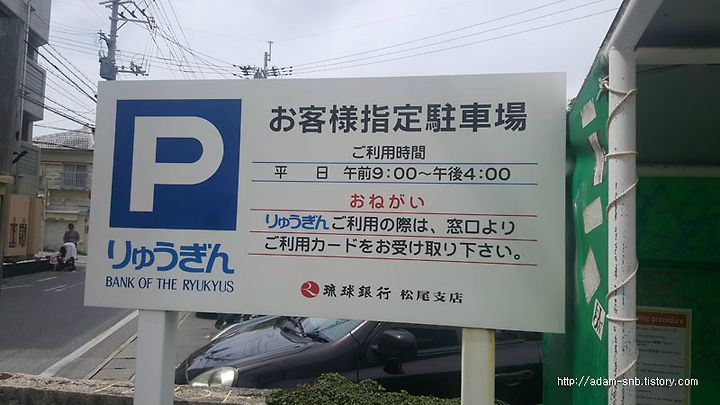 P
りゅうぎん
BANK OF THE RYUKYUS
お客様指定駐車場
ご利用時間
平 日 午前9:00~午後4:00
おねがい
りゅうぎんご利用の際は、窓口より
ご利用カードをお受け取り下さい。
琉球銀行 松尾支店
procedure
http://adam-snb.tistory.com